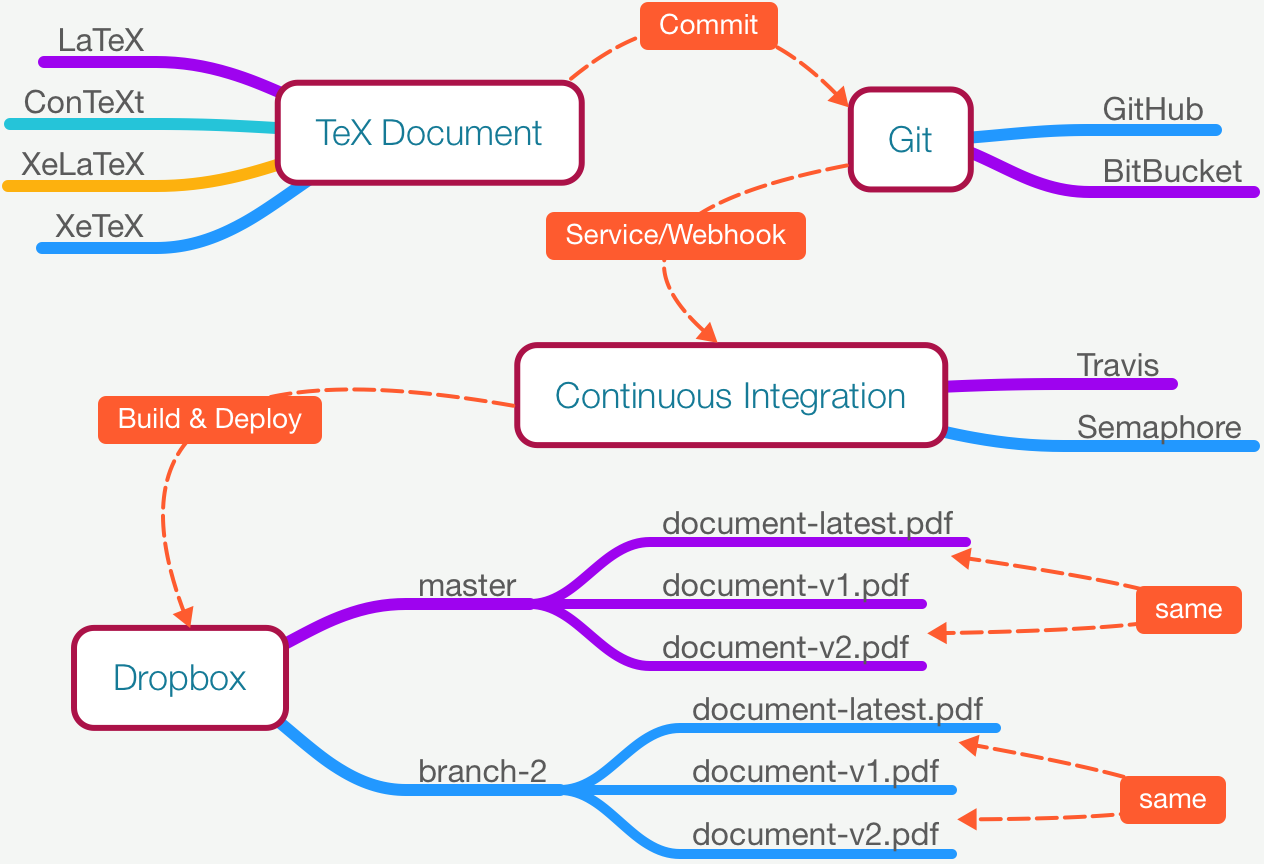 Commit
LaTeX
ConTeXt
XeLaTeX
XeTeX
TeX Document
Git
GitHub
BitBucket
Service/Webhook
Continuous Integration
Travis
Semaphore
Build & Deploy
Dropbox
master
document-latest.pdf
document-v1.pdf
document-v2.pdf
same
branch-2
document-latest.pdf
document-v1.pdf
document-v2.pdf
same